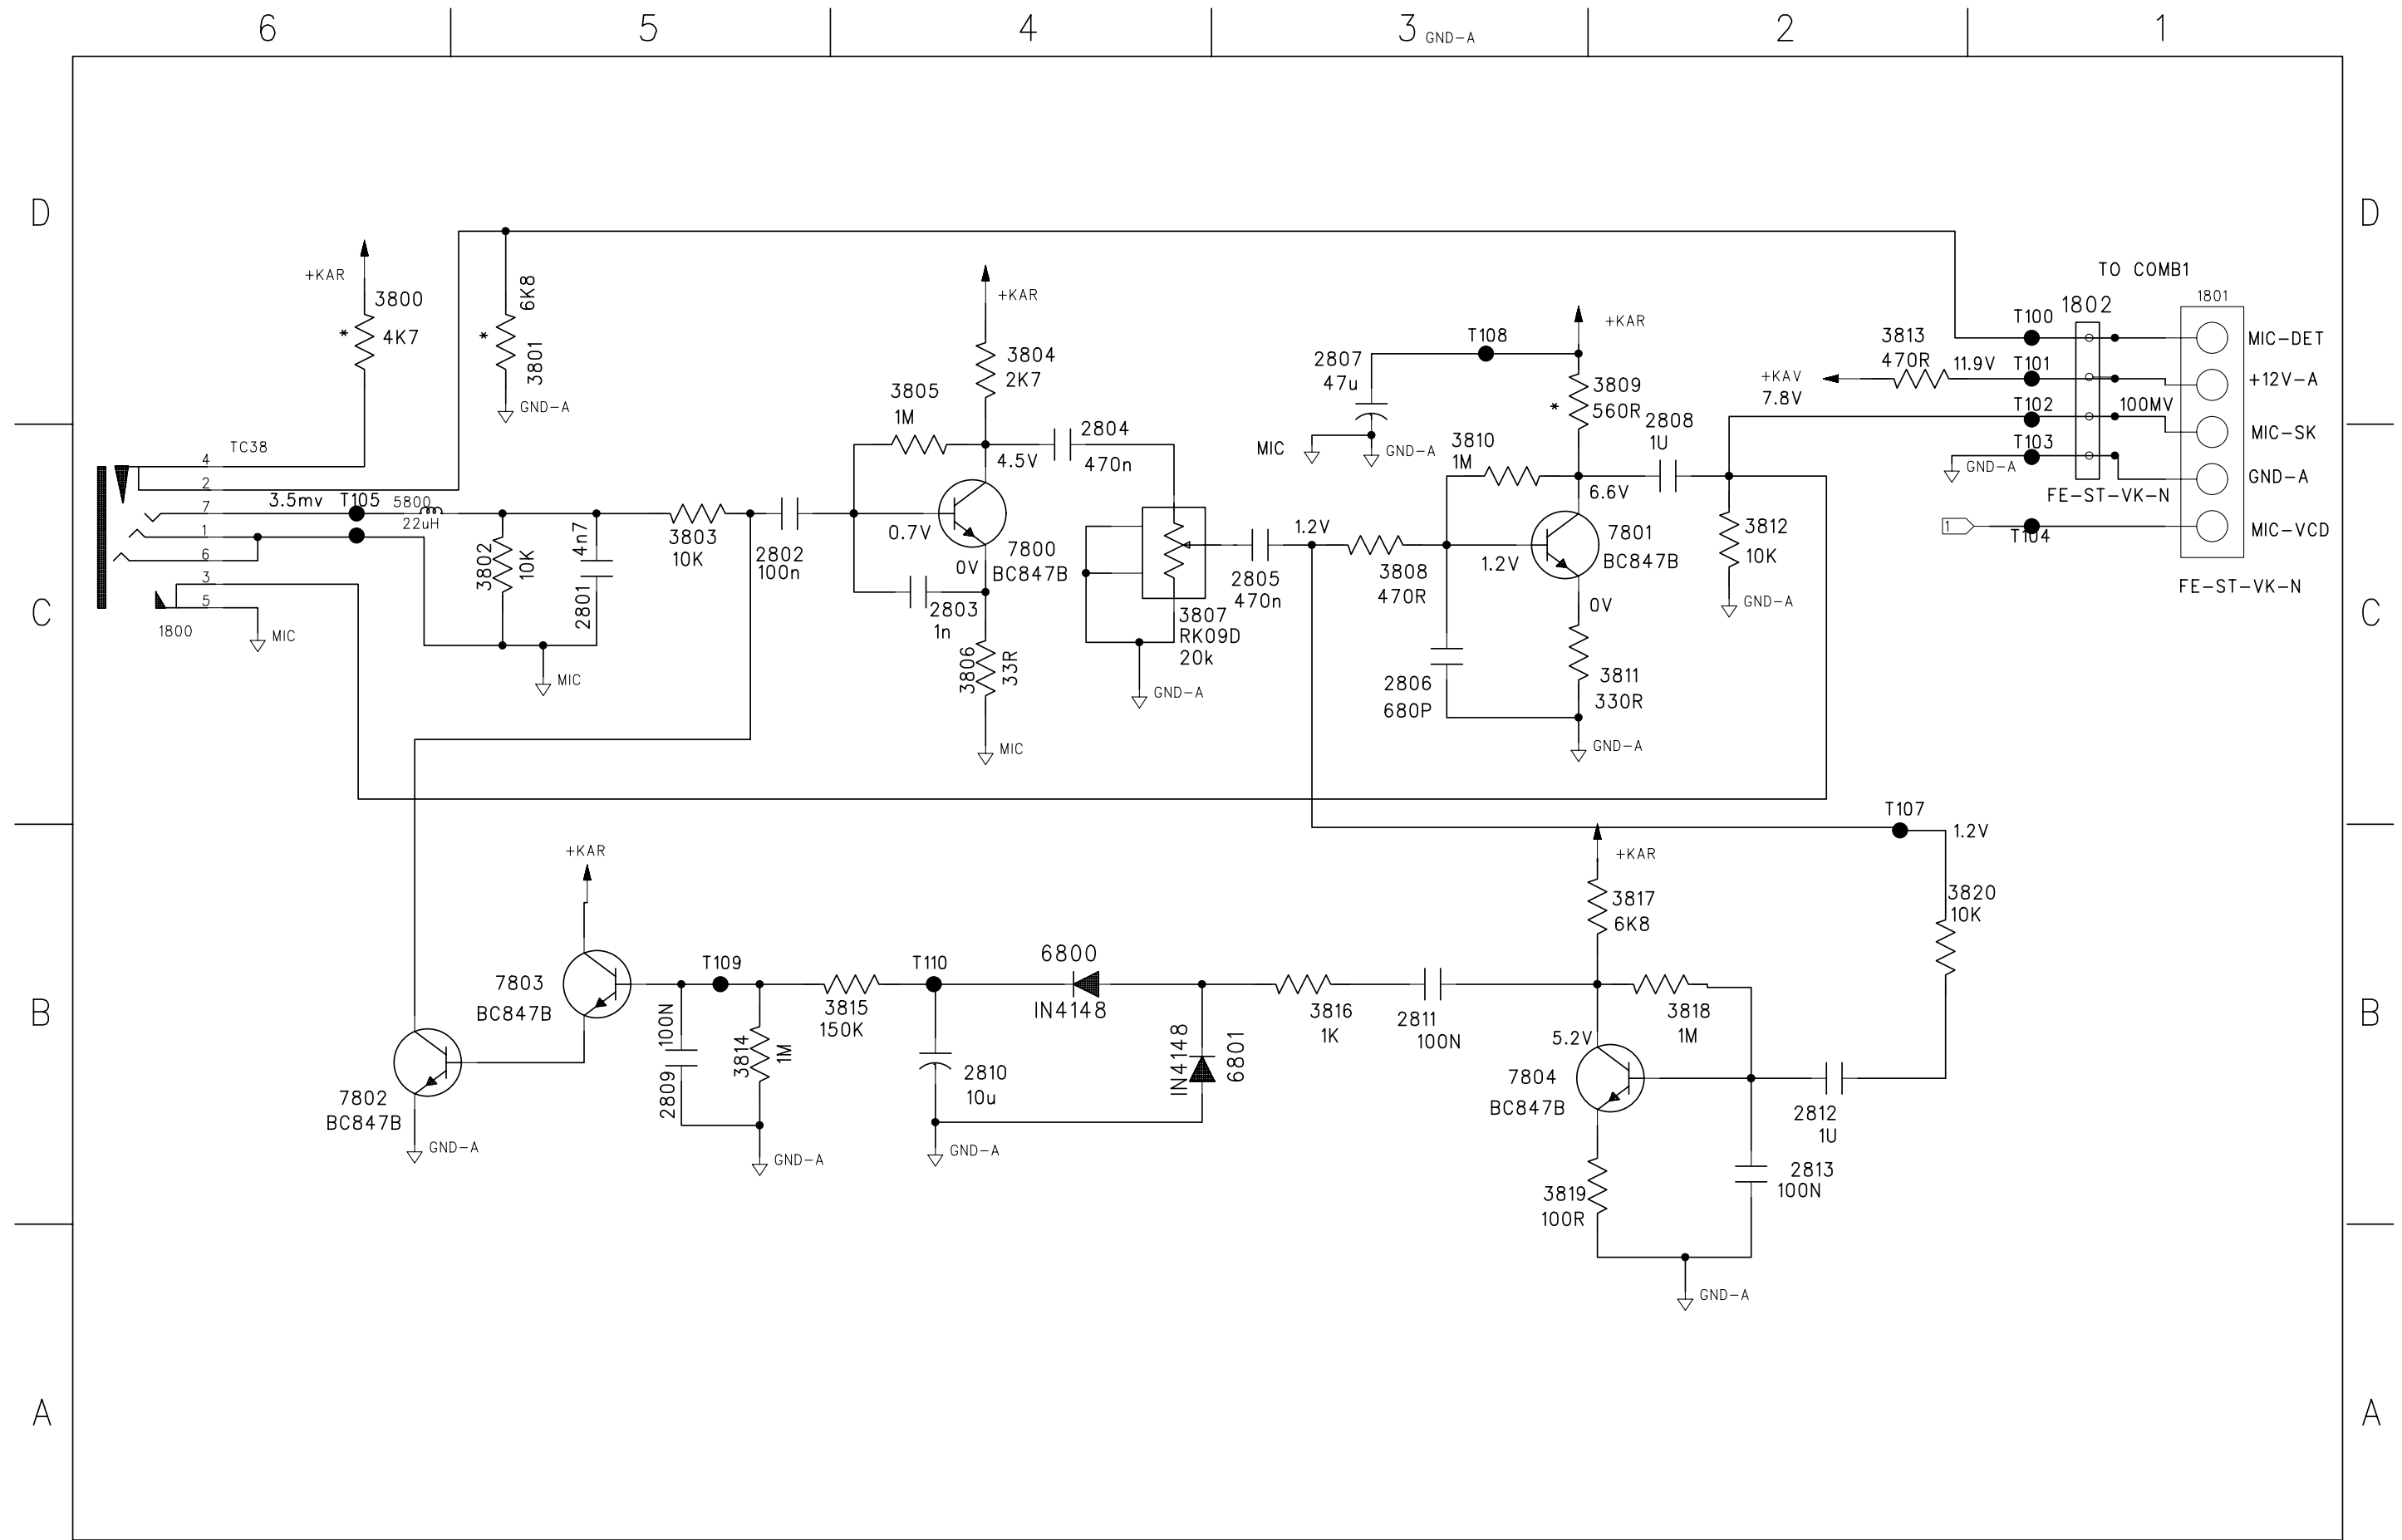 6 5 4 3 GND-A 2 1
D D
TO COMB1
+KAR
3800
4K7
*
6K8
*
3801
GND-A
+KAR
3804
2K7
3805
1M
T108
2807
47u
+KAR
3809
560R
*
1802
1801
T100
MIC-DET
3813
470R
11.9V
T101
+12V-A
+KAV
7.8V
T102
100MV
MIC-SK
T103
GND-A
GND-A
FE-ST-VK-N
1
T104
MIC-VCD
FE-ST-VK-N
C C
TC38
4
2
3.5mv
T105
5800
22uH
7
1
6
3
5
1800
MIC
3802
10K
4n7
2801
MIC
3803
10K
2802
100n
4.5V
2804
470n
0.7V
7800
BC847B
0V
2803
1n
3806
33R
MIC
3807
RK09D
20k
GND-A
MIC
GND-A
3810
1M
2808
1U
6.6V
1.2V
2805
470n
3808
470R
1.2V
7801
BC847B
0V
2806
680P
3811
330R
GND-A
3812
10K
GND-A
T107
1.2V
B B
+KAR
7803
BC847B
7802
BC847B
GND-A
T109
100N
2809
3814
1M
GND-A
3815
150K
T110
2810
10u
GND-A
6800
IN4148
IN4148
6801
3816
1K
2811
100N
+KAR
3817
6K8
3818
1M
5.2V
7804
BC847B
3820
10K
2812
1U
2813
100N
3819
100R
GND-A
A A